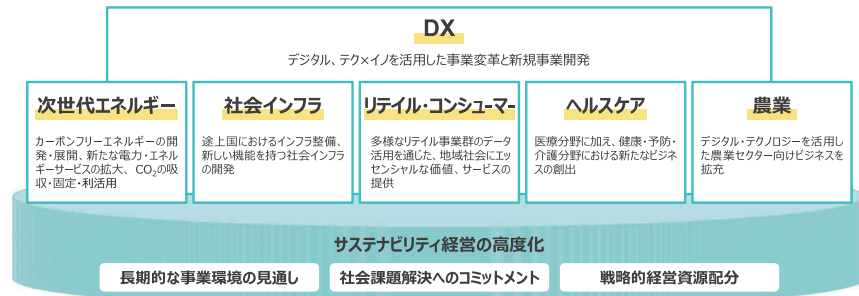 DX
デジタル、テク×イノを活用した事業変革と新規事業開発
次世代エネルギー
カーボンフリーエネルギーの開
発・展開、新たな電力・エネル
ギーサービスの拡大、CO₂の吸
収・固定・利活用
社会インフラ
途上国におけるインフラ整備、
新しい機能を持つ社会インフラ
の開発
リテイル・コンシューマー
多様なリテイル事業群のデータ
活用を通じた、地域社会にエッ
センシャルな価値、サービスの
提供
ヘルスケア
医療分野に加え、健康・予防・
介護分野における新たなビジネ
スの創出
農業
デジタル・テクノロジーを活用し
た農業セクター向けビジネスを
拡充
サステナビリティ経営の高度化
長期的な事業環境の見通し
社会課題解決へのコミットメント
戦略的経営資源配分